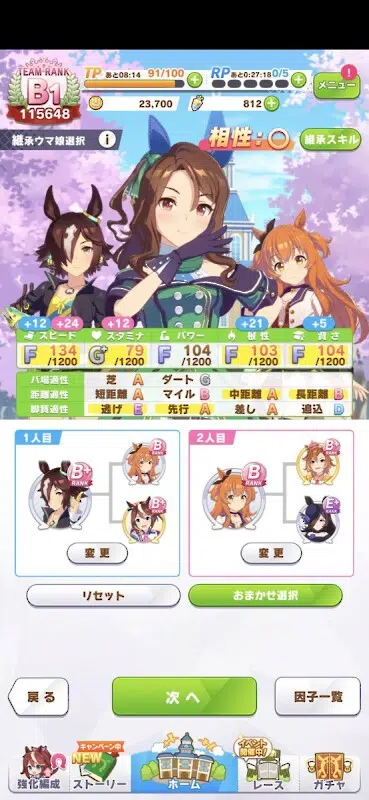 TEAM RANK
B1
115648
TP あと08:14 91/100
RP あと0:27:18 0/5
メニュー
23,700
812
継承ウマ娘選択
相性：○
継承スキル
+12 +24 +12 +21 +5
スピード スタミナ パワー 根性 賢さ
F 134 /1200
G+ 79 /1200
F 104 /1200
F 103 /1200
F 104 /1200
バ場適性 芝 A ダート G
距離適性 短距離 A マイル B 中距離 A 長距離 B
脚質適性 逃げ E 先行 A 差し A 追込 D
1人目
2人目
B+ RANK
B RANK
B+ RANK
B RANK
B RANK
E+ RANK
変更
変更
リセット
おまかせ選択
戻る
次へ
因子一覧
キャンペーン中
NEW
イベント開催中!
強化編成
ストーリー
ホーム
レース
ガチャ